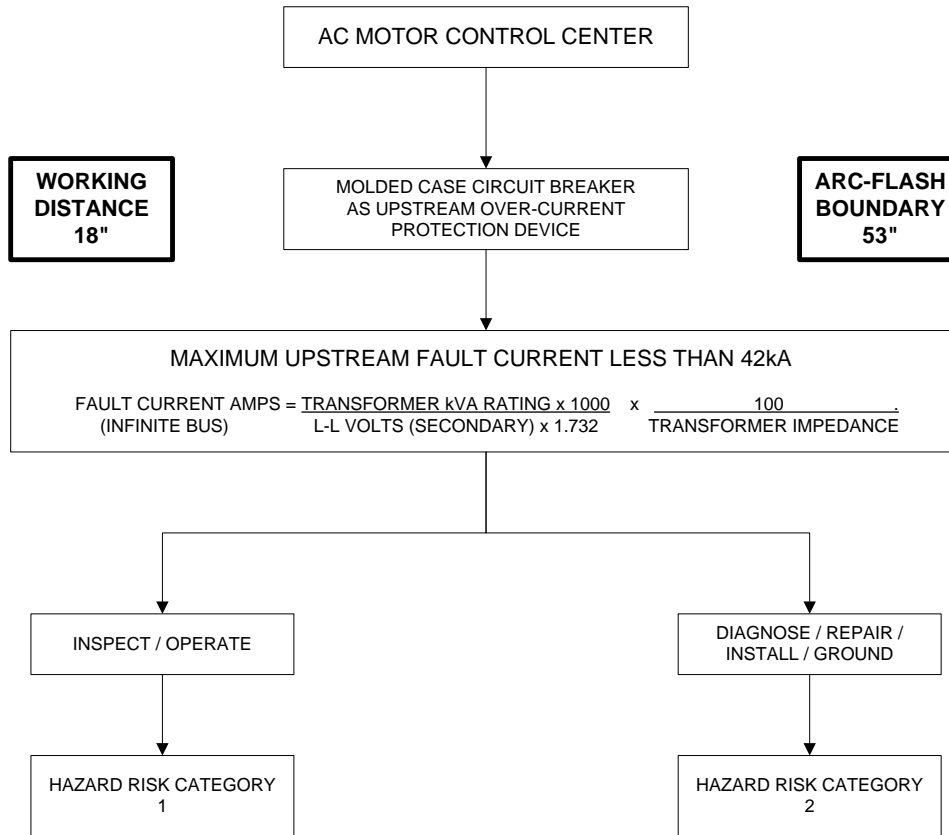 AC MOTOR CONTROL CENTER
WORKING
DISTANCE
18"
MOLDED CASE CIRCUIT BREAKER
AS UPSTREAM OVER-CURRENT
PROTECTION DEVICE
ARC-FLASH
BOUNDARY
53"
MAXIMUM UPSTREAM FAULT CURRENT LESS THAN 42kA
FAULT CURRENT AMPS = TRANSFORMER kVA RATING x 1000 x 100 .
(INFINITE BUS) L-L VOLTS (SECONDARY) x 1.732 TRANSFORMER IMPEDANCE
INSPECT / OPERATE
DIAGNOSE / REPAIR /
INSTALL / GROUND
HAZARD RISK CATEGORY
1
HAZARD RISK CATEGORY
2